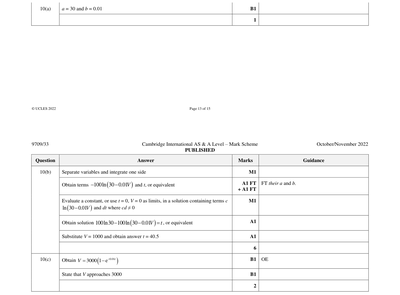 10(a) a = 30 and b = 0.01 B1
1
© UCLES 2022 Page 13 of 15
9709/33 Cambridge International AS & A Level – Mark Scheme October/November 2022
PUBLISHED
Question Answer Marks Guidance
10(b) Separate variables and integrate one side M1
Obtain terms −100ln(30−0.01V) and t, or equivalent A1 FT FT their a and b.
+ A1 FT
Evaluate a constant, or use t = 0, V = 0 as limits, in a solution containing terms c M1
ln(30−0.01V) and dt where cd ≠ 0
Obtain solution 100ln30−100ln(30−0.01V)=t, or equivalent A1
Substitute V = 1000 and obtain answer t = 40.5 A1
6
10(c) Obtain V = 3000 B1 OE
State that V approaches 3000 B1
2